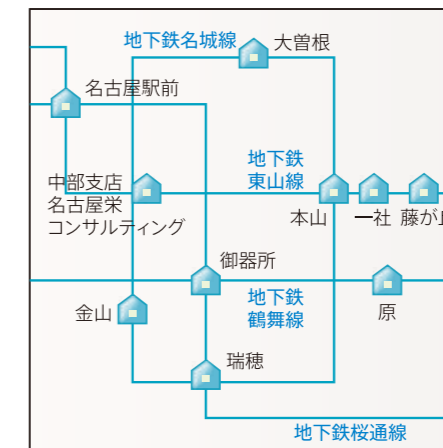 地下鉄名城線
大曽根
名古屋駅前
地下鉄
東山線
中部支店
名古屋栄
コンサルティング
本山
一社
藤が丘
御器所
地下鉄
鶴舞線
金山
原
瑞穂
地下鉄桜通線